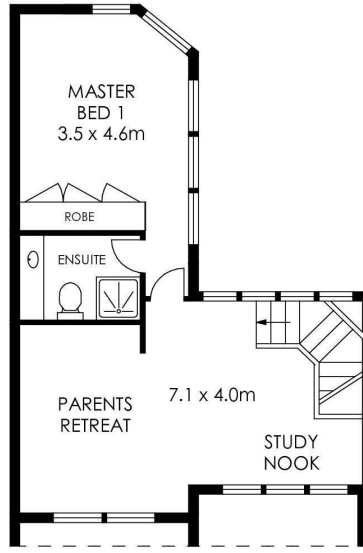 MASTER
BED 1
3.5 x 4.6m
ROBE
ENSUITE
7.1 x 4.0m
PARENTS
RETREAT
STUDY
NOOK